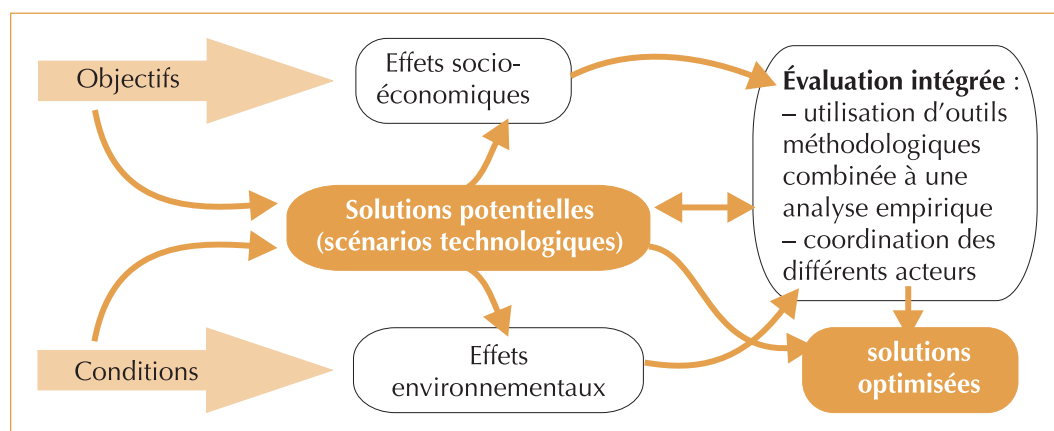 Objectifs
Effets socio-
économiques
Évaluation intégrée :
– utilisation d’outils
méthodologiques
combinée à une
analyse empirique
– coordination des
différents acteurs
Solutions potentielles
(scénarios technologiques)
Conditions
Effets
environnementaux
solutions
optimisées